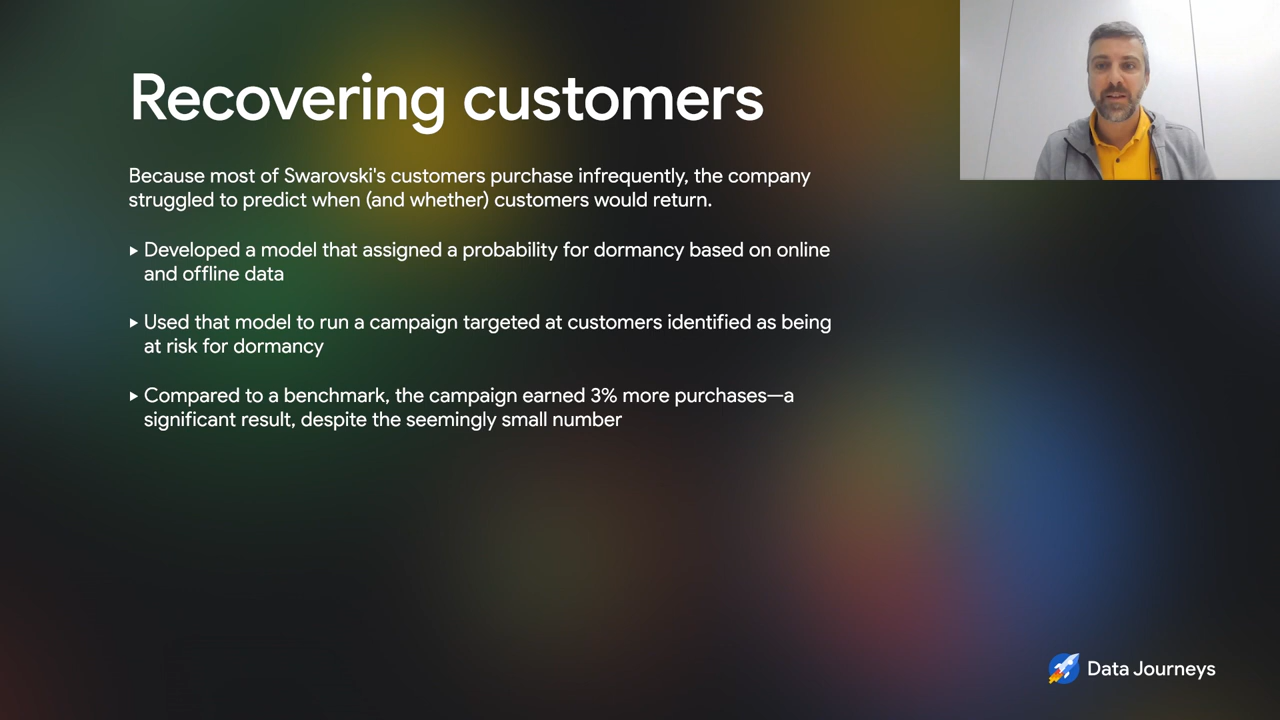 Recovering customers
Because most of Swarovski's customers purchase infrequently, the company
struggled to predict when (and whether) customers would return.
▸ Developed a model that assigned a probability for dormancy based on online
and offline data
▸ Used that model to run a campaign targeted at customers identified as being
at risk for dormancy
▸ Compared to a benchmark, the campaign earned 3% more purchases—a
significant result, despite the seemingly small number
Data Journeys